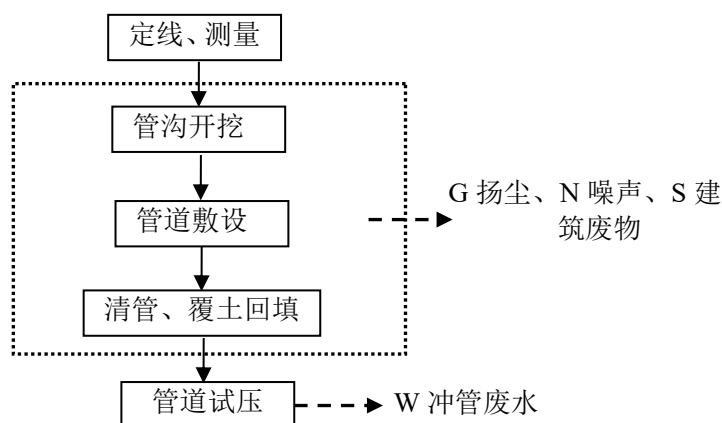 定线、测量
管沟开挖
G 扬尘、N 噪声、S 建
筑废物
管道敷设
清管、覆土回填
管道试压
W 冲管废水